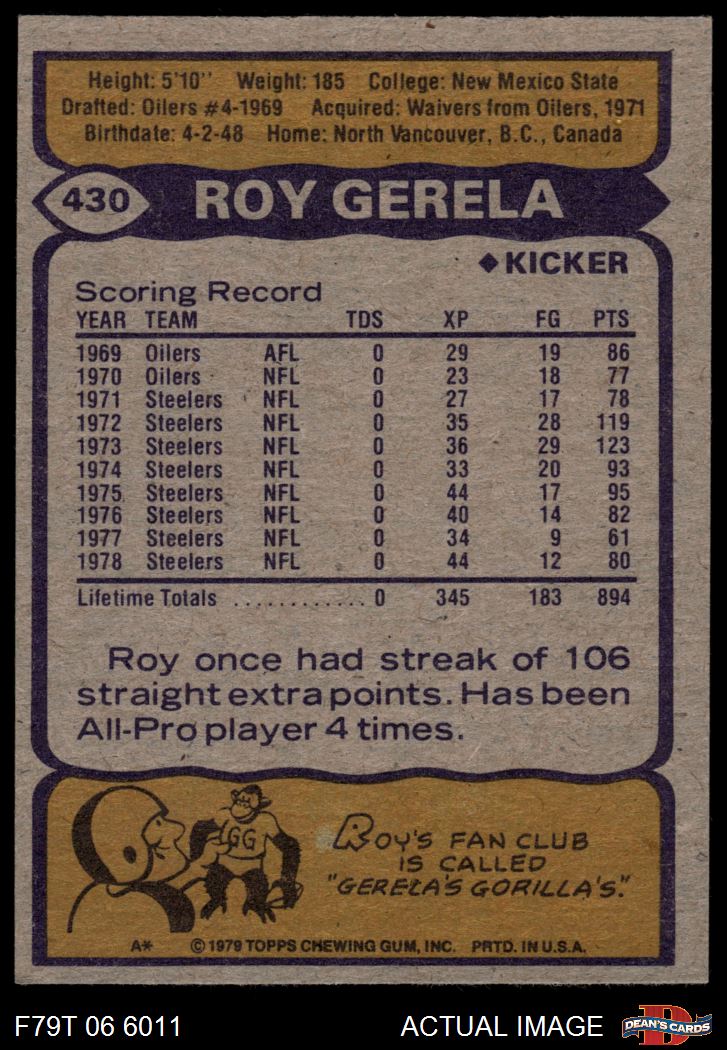 Height: 5'10'' Weight: 185 College: New Mexico State
Drafted: Oilers #4-1969 Acquired: Waivers from Oilers, 1971
Birthdate: 4-2-48 Home: North Vancouver, B.C., Canada
430 ROY GERELA
◆KICKER
Scoring Record
YEAR TEAM TDS XP FG PTS
1969 Oilers AFL 0 29 19 86
1970 Oilers NFL 0 23 18 77
1971 Steelers NFL 0 27 17 78
1972 Steelers NFL 0 35 28 119
1973 Steelers NFL 0 36 29 123
1974 Steelers NFL 0 33 20 93
1975 Steelers NFL 0 44 17 95
1976 Steelers NFL 0 40 14 82
1977 Steelers NFL 0 34 9 61
1978 Steelers NFL 0 44 12 80
Lifetime Totals ............ 0 345 183 894
Roy once had streak of 106
straight extra points. Has been
All-Pro player 4 times.
GG
ROY'S FAN CLUB
IS CALLED
"GERELA'S GORILLA'S."
A* © 1979 TOPPS CHEWING GUM, INC. PRTD. IN U.S.A.
F79T 06 6011 ACTUAL IMAGE D DEAN'S CARDS